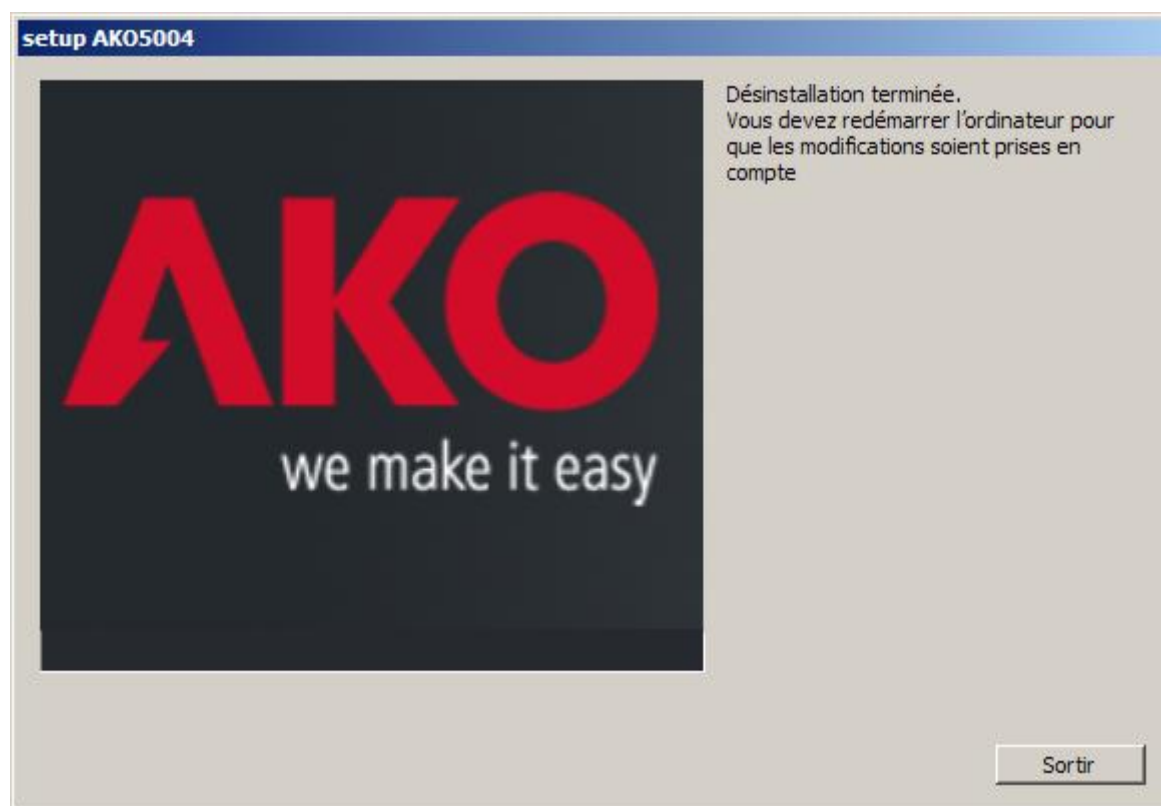 setup AKO5004
Désinstallation terminée.
Vous devez redémarrer l'ordinateur pour
que les modifications soient prises en
compte
AKO
we make it easy
Sortir